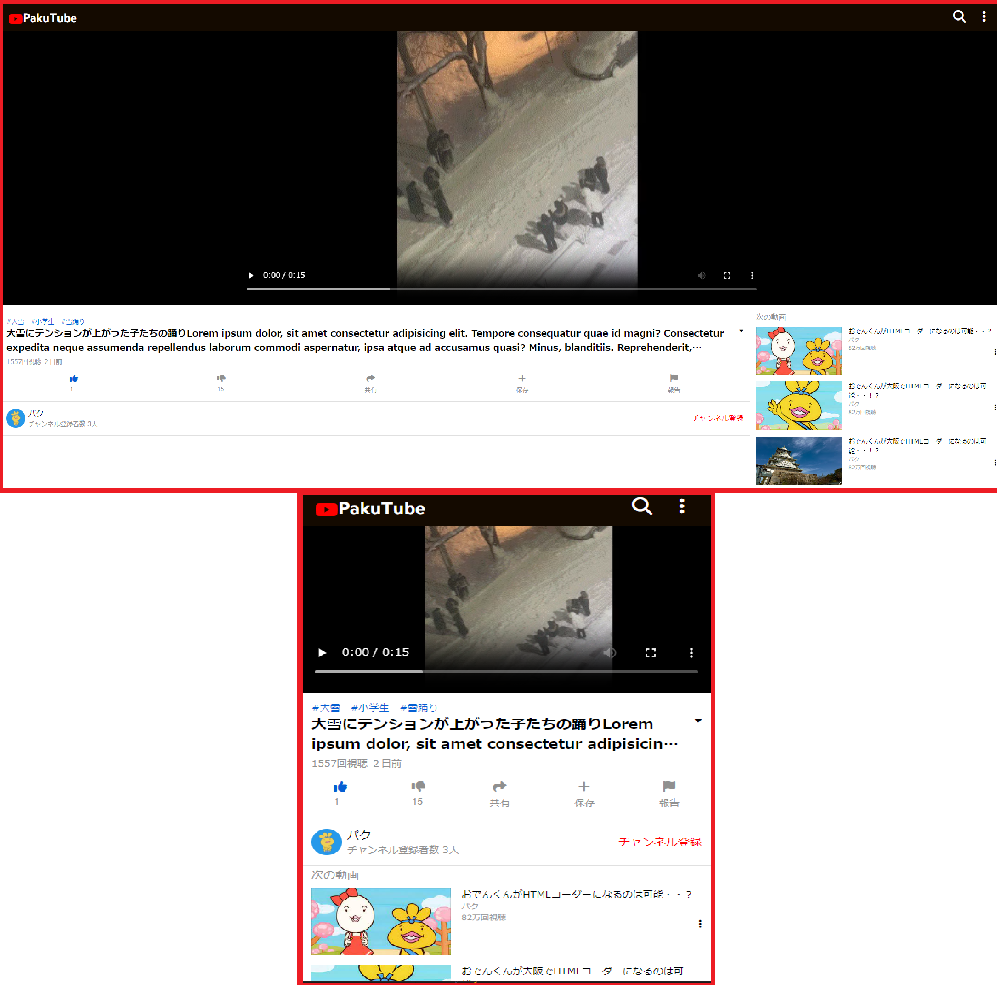 PakuTube
0:00 / 0:15
#大雪 #小学生 #雪踊り
大雪にテンションが上がった子たちの踊りLorem ipsum dolor, sit amet consectetur adipisicing elit. Tempore consequatur quae id magni? Consectetur
expedita neque assumenda repellendus laborum commodi aspernatur, ipsa atque ad accusamus quasi? Minus, blanditiis. Reprehenderit,…
1557回視聴 2日前
1
15
共有
保存
報告
パク
チャンネル登録者数 3人
チャンネル登録
次の動画
おでんくんがHTMLコーダーになるのは可能・・？
パク
82万回視聴
おでんくんが大阪でHTMLコーダーになるのは可
能・・！？
パク
82万回視聴
おでんくんが大阪でHTMLコーダーになるのは可
能・・！？
パク
82万回視聴
PakuTube
0:00 / 0:15
#大雪 #小学生 #雪踊り
大雪にテンションが上がった子たちの踊りLorem
ipsum dolor, sit amet consectetur adipisicin…
1557回視聴 2日前
1
15
共有
保存
報告
パク
チャンネル登録者数 3人
チャンネル登録
次の動画
おでんくんがHTMLコーダーになるのは可能・・？
パク
82万回視聴
おでんくんが大阪でHTMLコーダーになるのは可